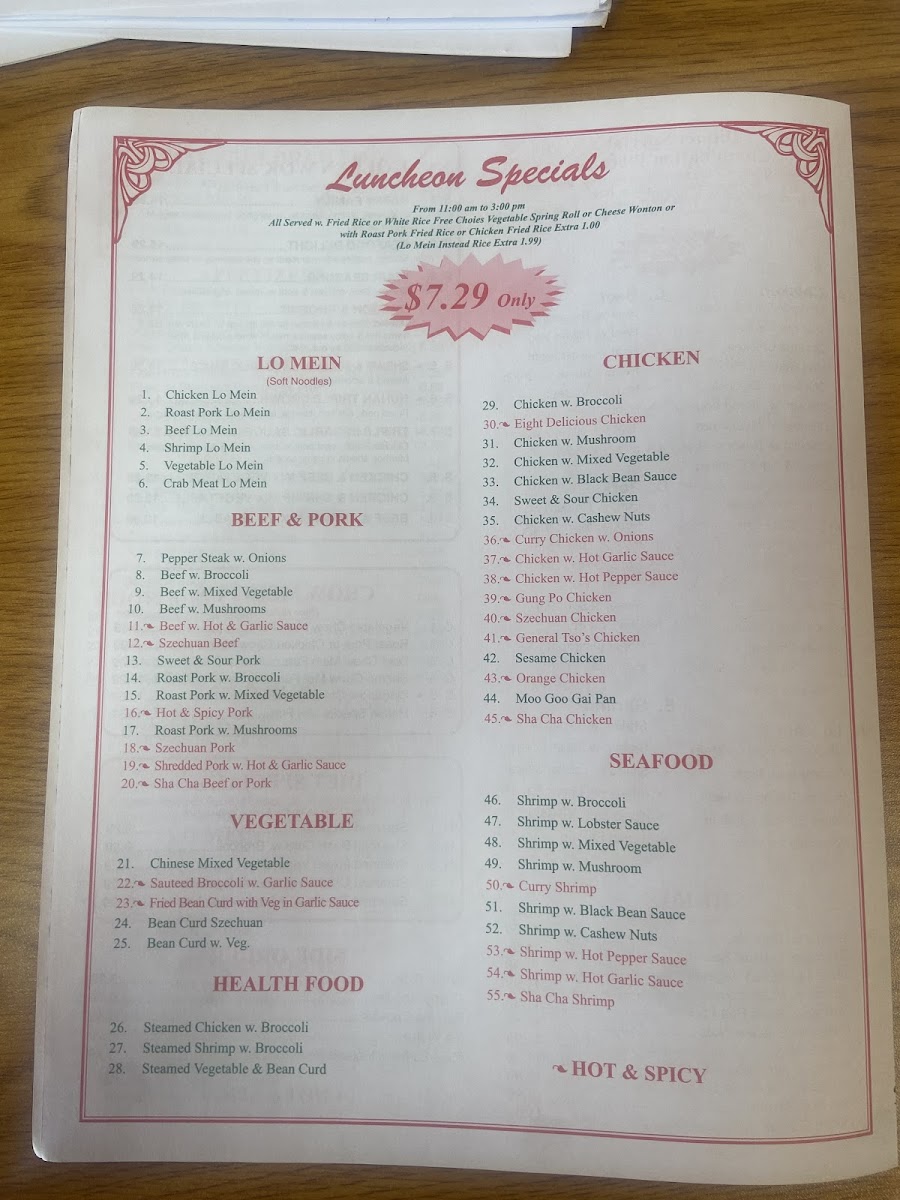 Luncheon Specials
From 11:00 am to 3:00 pm
All Served w. Fried Rice or White Rice Free Choies Vegetable Spring Roll or Cheese Wonton or
with Roast Pork Fried Rice or Chicken Fried Rice Extra 1.00
(Lo Mein Instead Rice Extra 1.99)
$7.29 Only
LO MEIN
(Soft Noodles)
1. Chicken Lo Mein
2. Roast Pork Lo Mein
3. Beef Lo Mein
4. Shrimp Lo Mein
5. Vegetable Lo Mein
6. Crab Meat Lo Mein
BEEF & PORK
7. Pepper Steak w. Onions
8. Beef w. Broccoli
9. Beef w. Mixed Vegetable
10. Beef w. Mushrooms
11. Beef w. Hot & Garlic Sauce
12. Szechuan Beef
13. Sweet & Sour Pork
14. Roast Pork w. Broccoli
15. Roast Pork w. Mixed Vegetable
16. Hot & Spicy Pork
17. Roast Pork w. Mushrooms
18. Szechuan Pork
19. Shredded Pork w. Hot & Garlic Sauce
20. Sha Cha Beef or Pork
VEGETABLE
21. Chinese Mixed Vegetable
22. Sauteed Broccoli w. Garlic Sauce
23. Fried Bean Curd with Veg in Garlic Sauce
24. Bean Curd Szechuan
25. Bean Curd w. Veg.
HEALTH FOOD
26. Steamed Chicken w. Broccoli
27. Steamed Shrimp w. Broccoli
28. Steamed Vegetable & Bean Curd
CHICKEN
29. Chicken w. Broccoli
30. Eight Delicious Chicken
31. Chicken w. Mushroom
32. Chicken w. Mixed Vegetable
33. Chicken w. Black Bean Sauce
34. Sweet & Sour Chicken
35. Chicken w. Cashew Nuts
36. Curry Chicken w. Onions
37. Chicken w. Hot Garlic Sauce
38. Chicken w. Hot Pepper Sauce
39. Gung Po Chicken
40. Szechuan Chicken
41. General Tso's Chicken
42. Sesame Chicken
43. Orange Chicken
44. Moo Goo Gai Pan
45. Sha Cha Chicken
SEAFOOD
46. Shrimp w. Broccoli
47. Shrimp w. Lobster Sauce
48. Shrimp w. Mixed Vegetable
49. Shrimp w. Mushroom
50. Curry Shrimp
51. Shrimp w. Black Bean Sauce
52. Shrimp w. Cashew Nuts
53. Shrimp w. Hot Pepper Sauce
54. Shrimp w. Hot Garlic Sauce
55. Sha Cha Shrimp
HOT & SPICY